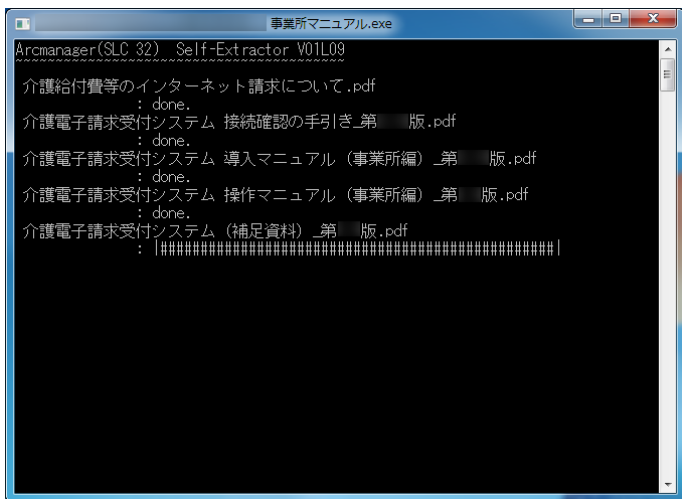 事業所マニュアル.exe
Arcmanager(SLC 32) Self-Extractor V01L09
~~~~~~~~~~~~~~~~~~~~~~~~~~~~~~~~~~~~~~~~
介護給付費等のインターネット請求について.pdf
: done.
介護電子請求受付システム 接続確認の手引き_第 版.pdf
: done.
介護電子請求受付システム 導入マニュアル（事業所編）_第 版.pdf
: done.
介護電子請求受付システム 操作マニュアル（事業所編）_第 版.pdf
: done.
介護電子請求受付システム（補足資料）_第 版.pdf
: |##################################################|